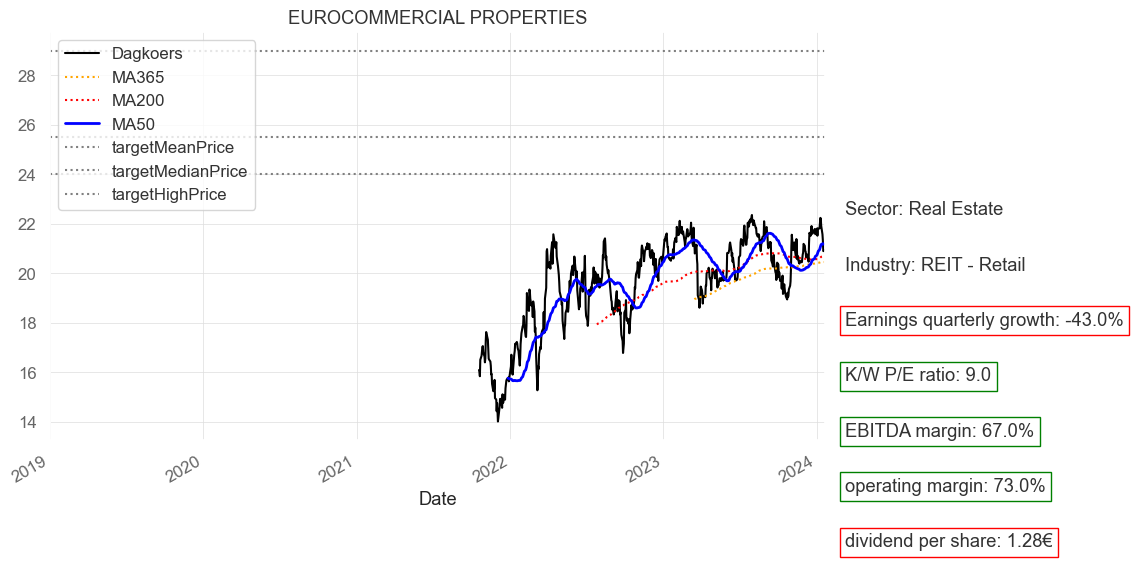 EUROCOMMERCIAL PROPERTIES
Dagkoers
MA365
MA200
MA50
targetMeanPrice
targetMedianPrice
targetHighPrice
28
26
24
22
20
18
16
14
2019
2020
2021
2022
2023
2024
Date
Sector: Real Estate
Industry: REIT - Retail
Earnings quarterly growth: -43.0%
K/W P/E ratio: 9.0
EBITDA margin: 67.0%
operating margin: 73.0%
dividend per share: 1.28€